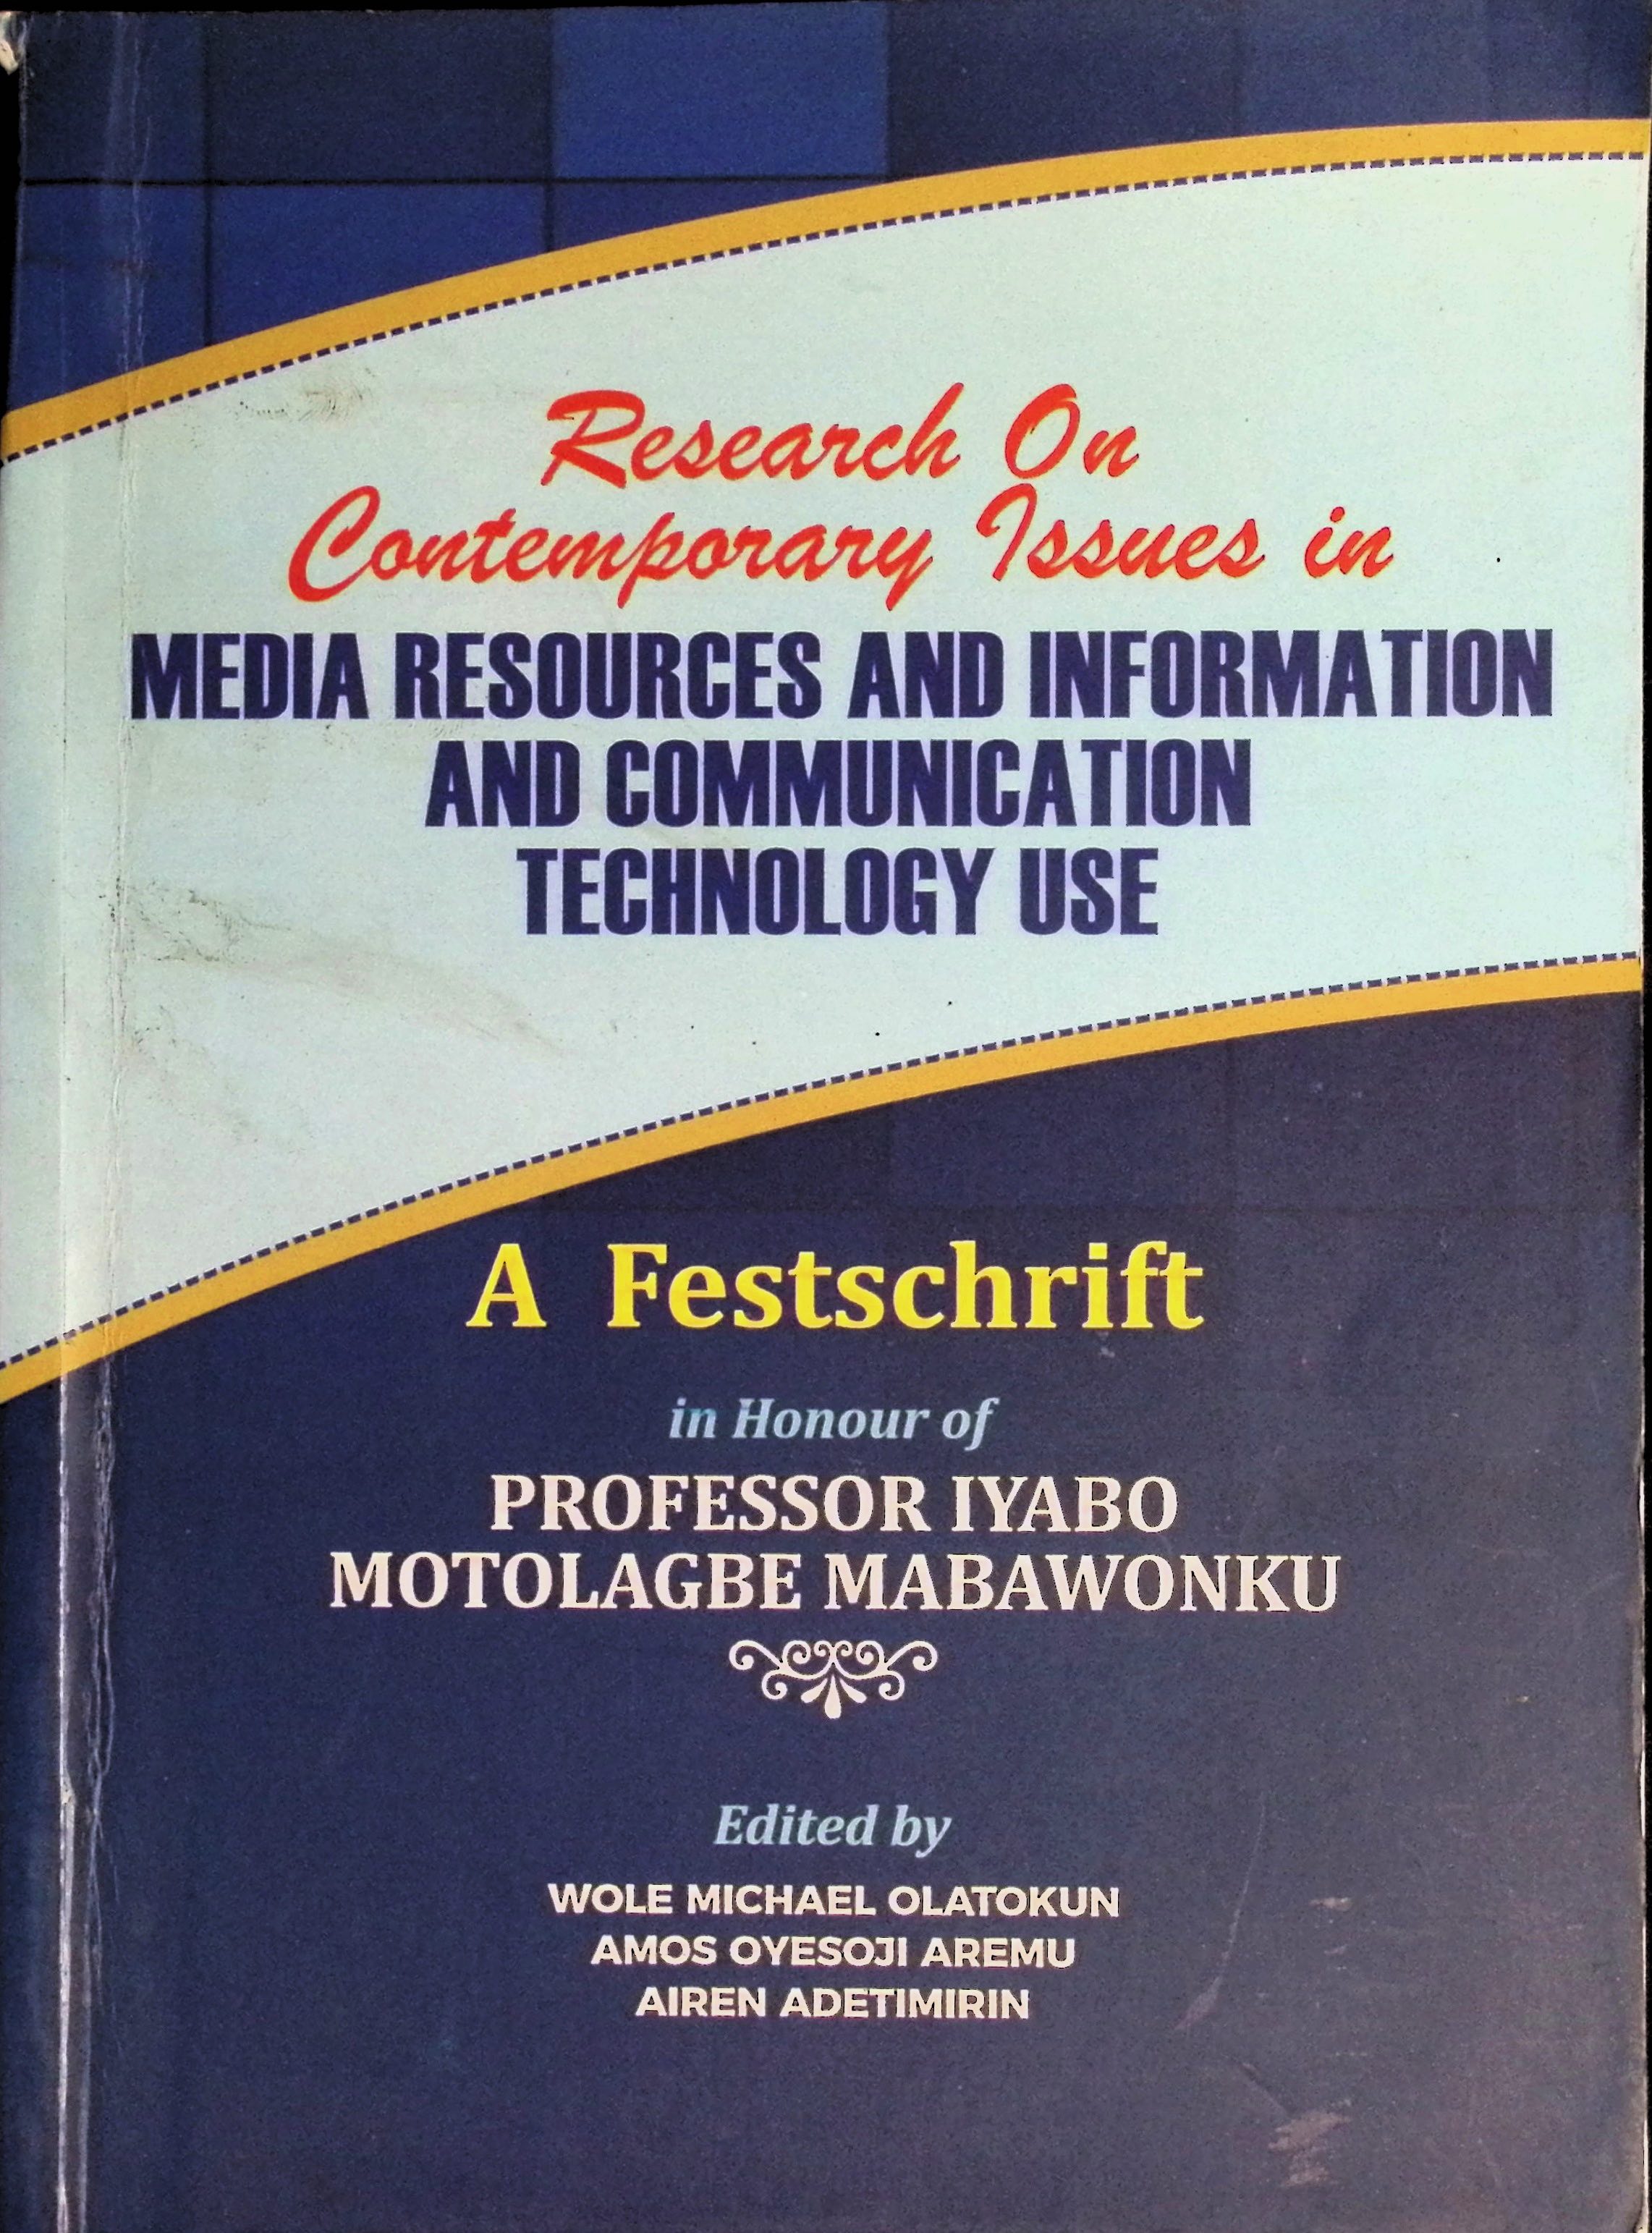 Research On
Contemporary Issues in
MEDIA RESOURCES AND INFORMATION
AND COMMUNICATION
TECHNOLOGY USE
A Festschrift
in Honour of
PROFESSOR IYABO
MOTOLAGBE MABAWONKU
Edited by
WOLE MICHAEL OLATOKUN
AMOS OYESOJI AREMU
AIREN ADETIMIRIN